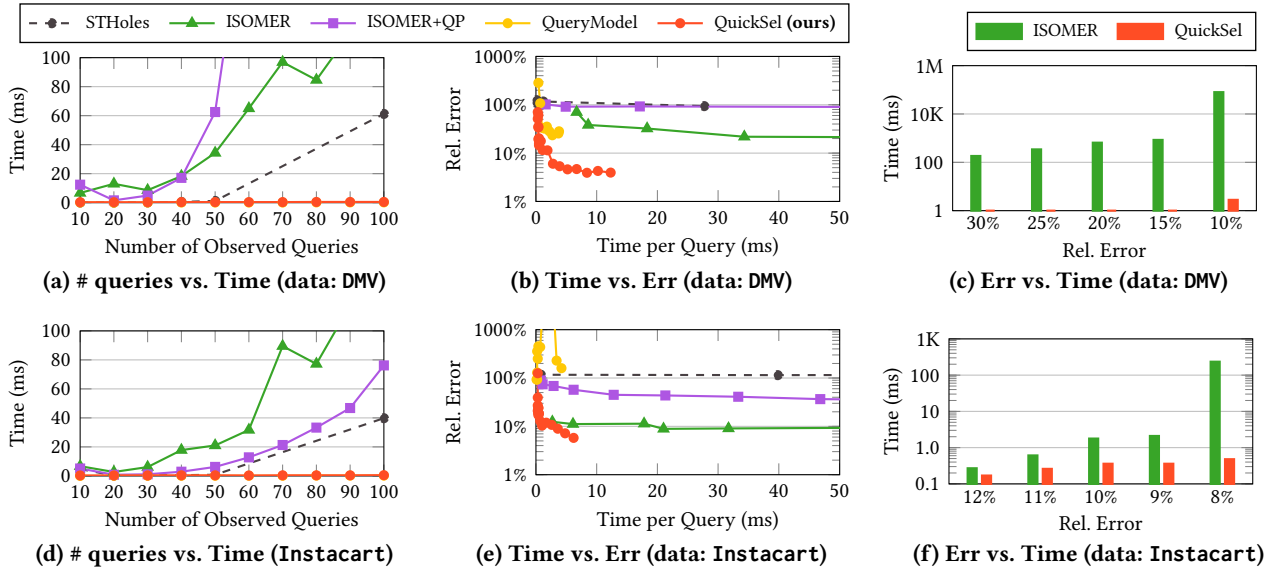 STHoles ISOMER ISOMER+QP QueryModel QuickSel (ours)
ISOMER QuickSel
100
80
60
40
20
0
Time (ms)
10 20 30 40 50 60 70 80 90 100
Number of Observed Queries
(a) # queries vs. Time (data: DMV)
1000%
100%
10%
1%
Rel. Error
0 10 20 30 40 50
Time per Query (ms)
(b) Time vs. Err (data: DMV)
1M
10K
100
1
Time (ms)
30% 25% 20% 15% 10%
Rel. Error
(c) Err vs. Time (data: DMV)
100
80
60
40
20
0
Time (ms)
10 20 30 40 50 60 70 80 90 100
Number of Observed Queries
(d) # queries vs. Time (Instacart)
1000%
100%
10%
1%
Rel. Error
0 10 20 30 40 50
Time per Query (ms)
(e) Time vs. Err (data: Instacart)
1K
100
10
1.0
0.1
Time (ms)
12% 11% 10% 9% 8%
Rel. Error
(f) Err vs. Time (data: Instacart)